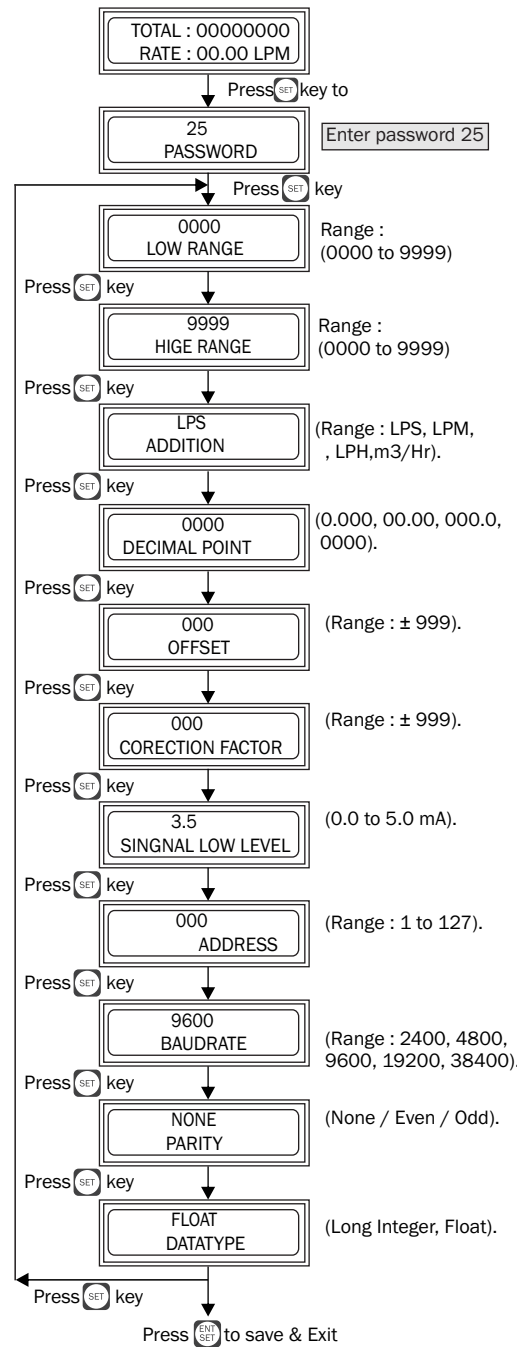 TOTAL : 00000000
RATE : 00.00 LPM
Press SET key to
25
PASSWORD
Enter password 25
Press SET key
0000
LOW RANGE
Range :
(0000 to 9999)
Press SET key
9999
HIGE RANGE
Range :
(0000 to 9999)
Press SET key
LPS
ADDITION
(Range : LPS, LPM,
, LPH,m3/Hr).
Press SET key
0000
DECIMAL POINT
(0.000, 00.00, 000.0,
0000).
Press SET key
000
OFFSET
(Range : ± 999).
Press SET key
000
CORECTION FACTOR
(Range : ± 999).
Press SET key
3.5
SINGNAL LOW LEVEL
(0.0 to 5.0 mA).
Press SET key
000
ADDRESS
(Range : 1 to 127).
Press SET key
9600
BAUDRATE
(Range : 2400, 4800,
9600, 19200, 38400).
Press SET key
NONE
PARITY
(None / Even / Odd).
Press SET key
FLOAT
DATATYPE
(Long Integer, Float).
Press SET key
Press ENT SET to save & Exit